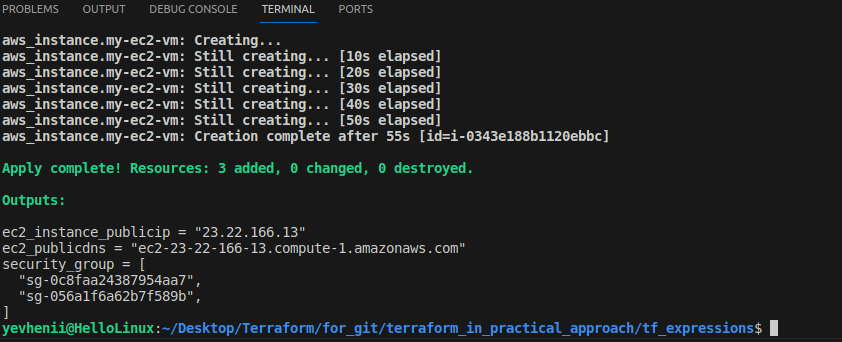 PROBLEMS OUTPUT DEBUG CONSOLE TERMINAL PORTS
aws_instance.my-ec2-vm: Creating...
aws_instance.my-ec2-vm: Still creating... [10s elapsed]
aws_instance.my-ec2-vm: Still creating... [20s elapsed]
aws_instance.my-ec2-vm: Still creating... [30s elapsed]
aws_instance.my-ec2-vm: Still creating... [40s elapsed]
aws_instance.my-ec2-vm: Still creating... [50s elapsed]
aws_instance.my-ec2-vm: Creation complete after 55s [id=i-0343e188b1120ebbc]
Apply complete! Resources: 3 added, 0 changed, 0 destroyed.
Outputs:
ec2_instance_publicip = "23.22.166.13"
ec2_publicdns = "ec2-23-22-166-13.compute-1.amazonaws.com"
security_group = [
  "sg-0c8faa24387954aa7",
  "sg-056a1f6a62b7f589b",
]
yevhenii@HelloLinux:~/Desktop/Terraform/for_git/terraform_in_practical_approach/tf_expressions$